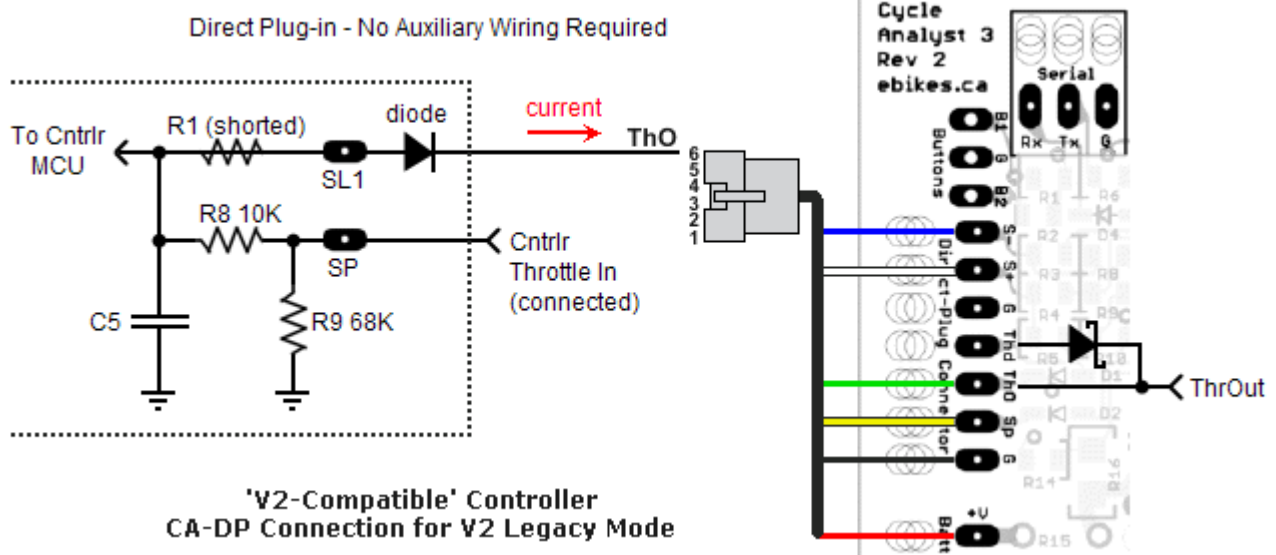 Direct Plug-in - No Auxiliary Wiring Required
To Cntrlr
MCU
R1 (shorted)
SL1
diode
current
ThO
R8 10K
SP
Cntrlr
Throttle In
(connected)
C5
R9 68K
6
5
4
3
2
1
'V2-Compatible' Controller
CA-DP Connection for V2 Legacy Mode
Cycle
Analyst 3
Rev 2
ebikes.ca
Serial
Rx Tx G
B1
G
B2
Buttons
S-
S+
G
Thd
ThO
Sp
G
+V
Batt
R1
R6
R2
D4
R3
R8
R4
R9
R5
D1
D2
R14
R16
R15
ThrOut